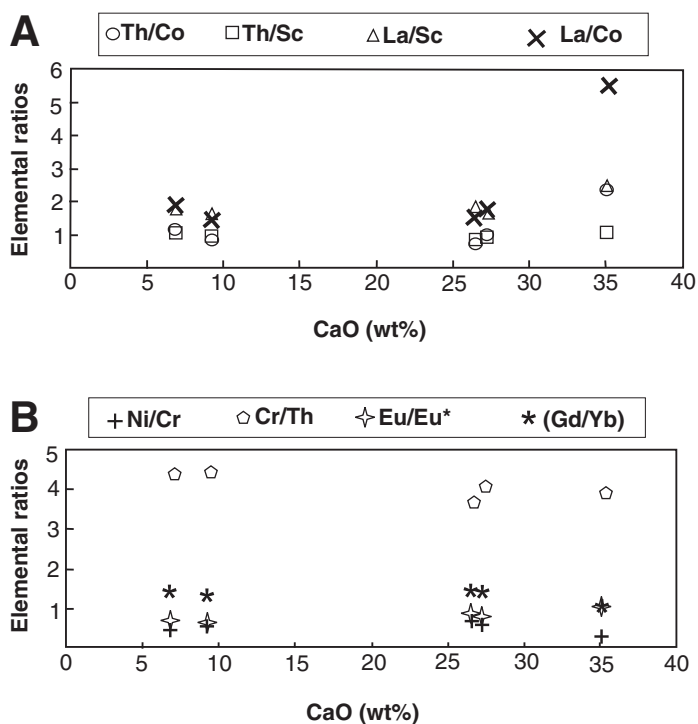 A
Th/Co Th/Sc La/Sc La/Co
Elemental ratios
6
5
4
3
2
1
0 5 10 15 20 25 30 35 40
CaO (wt%)
B
Ni/Cr Cr/Th Eu/Eu* (Gd/Yb)
Elemental ratios
5
4
3
2
1
0 5 10 15 20 25 30 35 40
CaO (wt%)